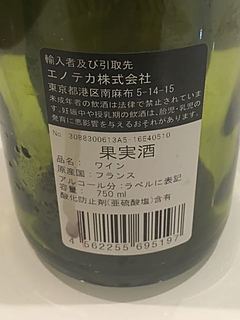 輸入者及び引取先
エノテカ株式会社
東京都港区南麻布5-14-15
未成年者の飲酒は法律で禁止されています。
妊娠中や授乳期の飲酒は、胎児・乳児の
発育に悪影響を与えるおそれがあります。
No 3088300613A5-16E40510
果実酒
品名: ワイン
原産国: フランス
アルコール分: ラベルに表記
容量: 750 ml
酸化防止剤(亜硫酸塩)含有
4 562255 695197